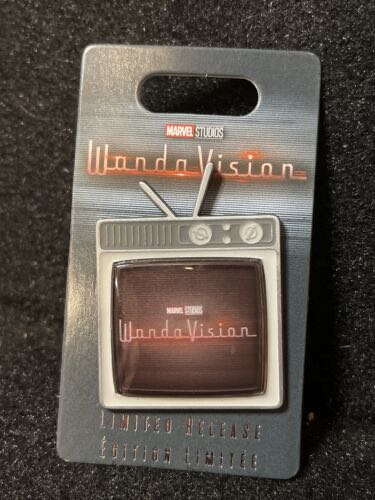 MARVEL STUDIOS
WandaVision
MARVEL STUDIOS
WandaVision
LIMITED RELEASE
ÉDITION LIMITÉE